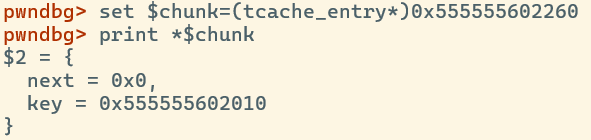 pwndbg> set $chunk=(tcache_entry*)0x555555602260
pwndbg> print *$chunk
$2 = {
  next = 0x0,
  key = 0x555555602010
}